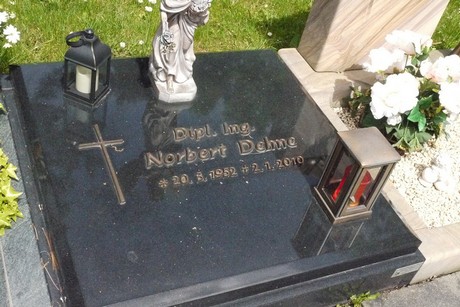 Dipl. Ing.
Norbert Dehne
* 20. 5. 1952 + 2. 1. 2010